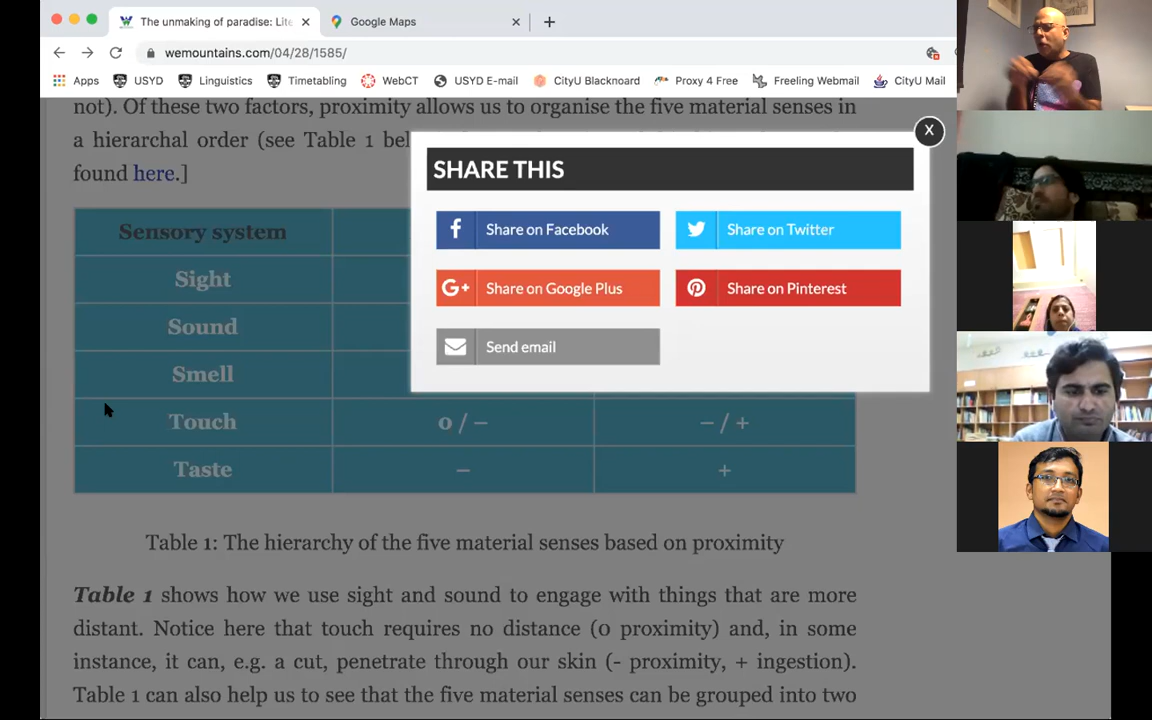 The unmaking of paradise: Lite
Google Maps
wemountains.com/04/28/1585/
Apps USYD Linguistics Timetabling WebCT USYD E-mail CityU Blacknoard Proxy 4 Free Freeling Webmail CityU Mail
not). Of these two factors, proximity allows us to organise the five material senses in
a hierarchal order (see Table 1 bel
found here.]
X
SHARE THIS
Share on Facebook
Share on Twitter
G+ Share on Google Plus
Share on Pinterest
Send email
Sensory system
Sight
Sound
Smell
Touch 0 / – – / +
Taste – +
Table 1: The hierarchy of the five material senses based on proximity
Table 1 shows how we use sight and sound to engage with things that are more
distant. Notice here that touch requires no distance (0 proximity) and, in some
instance, it can, e.g. a cut, penetrate through our skin (- proximity, + ingestion).
Table 1 can also help us to see that the five material senses can be grouped into two